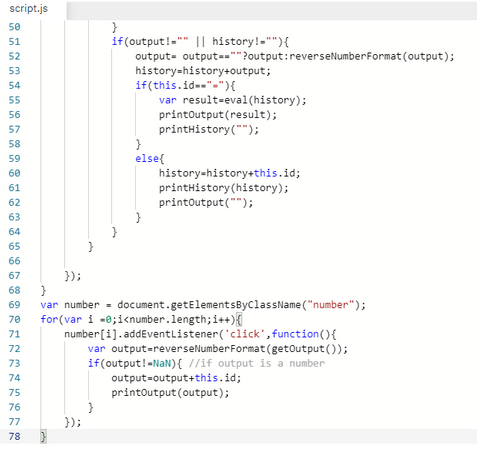 script.js
50 }
51 if(output!="" || history!=""){
52 output= output==""?output:reverseNumberFormat(output);
53 history=history+output;
54 if(this.id=="="){
55 var result=eval(history);
56 printOutput(result);
57 printHistory("");
58 }
59 else{
60 history=history+this.id;
61 printHistory(history);
62 printOutput("");
63 }
64 }
65 }
66
67 });
68 }
69 var number = document.getElementsByClassName("number");
70 for(var i =0;i<number.length;i++){
71 number[i].addEventListener('click',function(){
72 var output=reverseNumberFormat(getOutput());
73 if(output!=NaN){ //if output is a number
74 output=output+this.id;
75 printOutput(output);
76 }
77 });
78 }